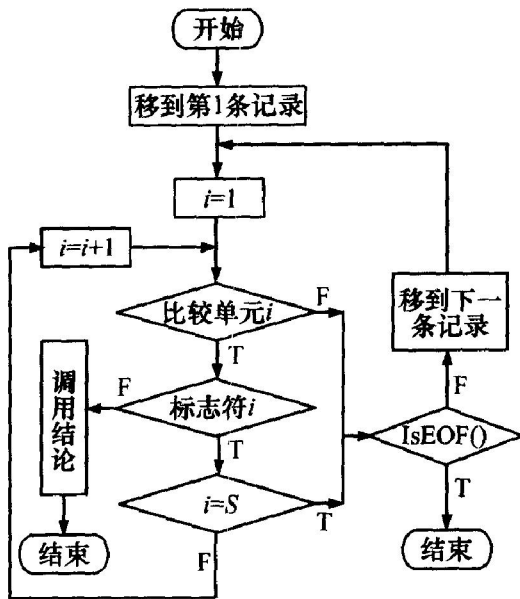 开始
移到第1条记录
i=1
i=i+1
比较单元i
F
T
移到下一
条记录
调用结论
F
标志符i
T
F
IsEOF()
T
i=S
T
F
结束
结束